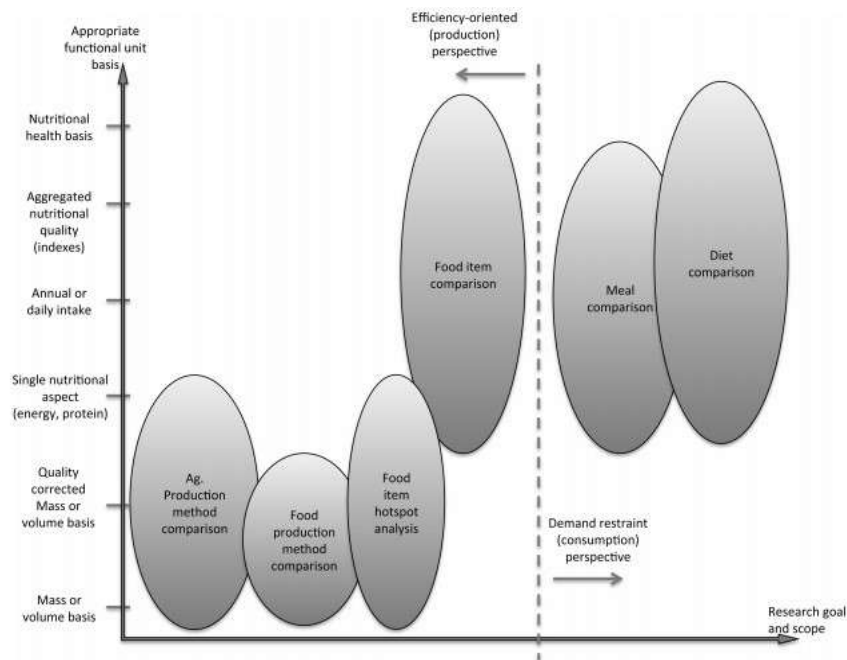 Appropriate
functional unit
basis
Efficiency-oriented
(production)
perspective
Nutritional
health basis
Aggregated
nutritional
quality
(indexes)
Annual or
daily intake
Single nutritional
aspect
(energy, protein)
Quality
corrected
Mass or
volume basis
Mass or
volume basis
Ag.
Production
method
comparison
Food
production
method
comparison
Food
item
hotspot
analysis
Food item
comparison
Meal
comparison
Diet
comparison
Demand restraint
(consumption)
perspective
Research goal
and scope